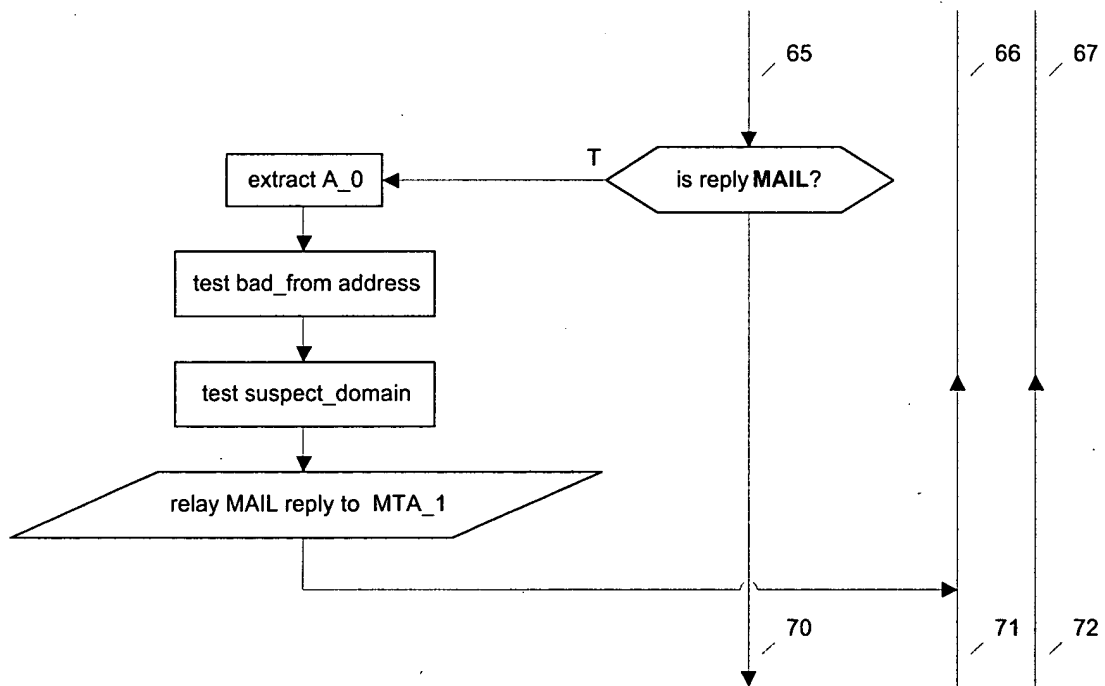 65
66
67
T
extract A_0
is reply MAIL?
test bad_from address
test suspect_domain
relay MAIL reply to MTA_1
70
71
72